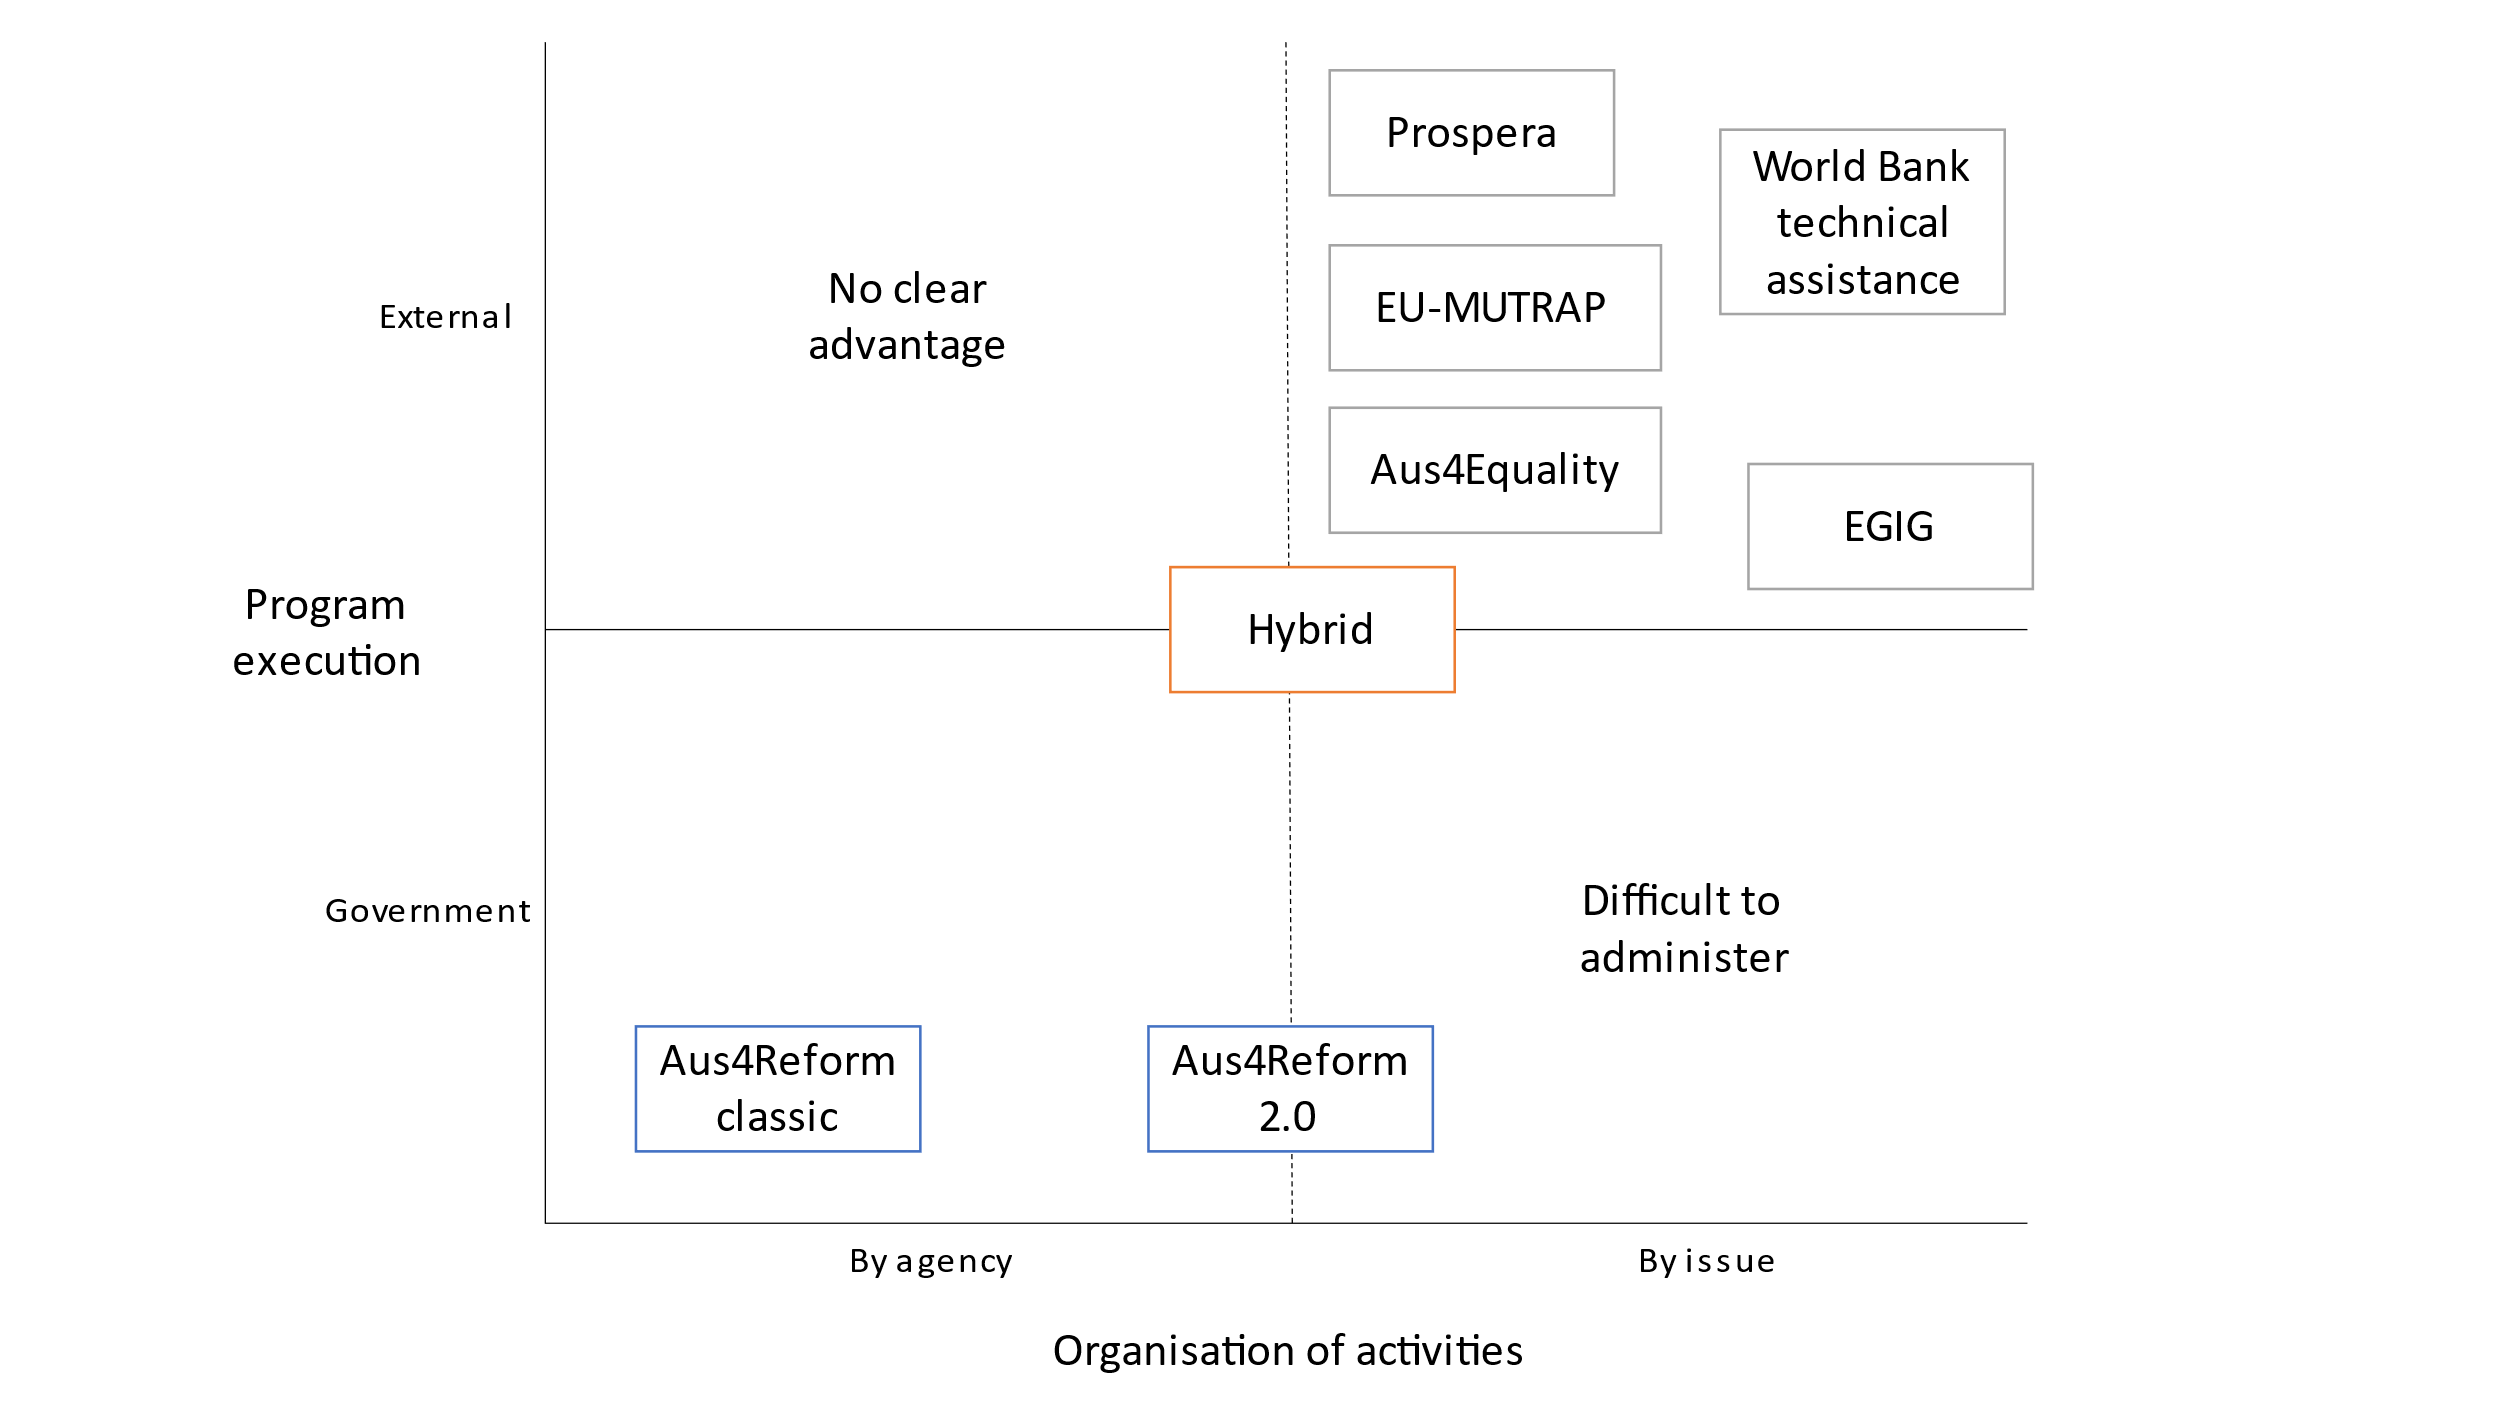 Prospera
World Bank
technical
assistance
No clear
advantage
External
EU-MUTRAP
Aus4Equality
EGIG
Program
execution
Hybrid
Government
Difficult to
administer
Aus4Reform
classic
Aus4Reform
2.0
By agency
By issue
Organisation of activities